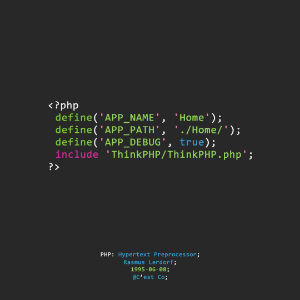 <?php
define('APP_NAME', 'Home');
define('APP_PATH', './Home/');
define('APP_DEBUG', true);
include 'ThinkPHP/ThinkPHP.php';
?>
PHP: Hypertext Preprocessor;
Rasmus Lerdorf;
1995-06-08;
@C'est Co;